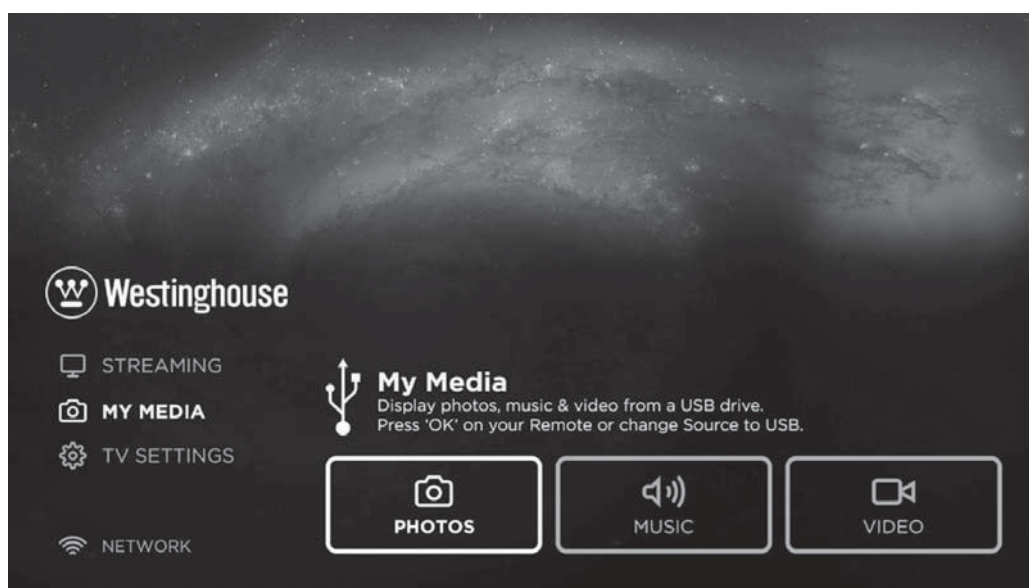 Westinghouse
STREAMING
MY MEDIA
TV SETTINGS
NETWORK
My Media
Display photos, music & video from a USB drive.
Press 'OK' on your Remote or change Source to USB.
PHOTOS
MUSIC
VIDEO